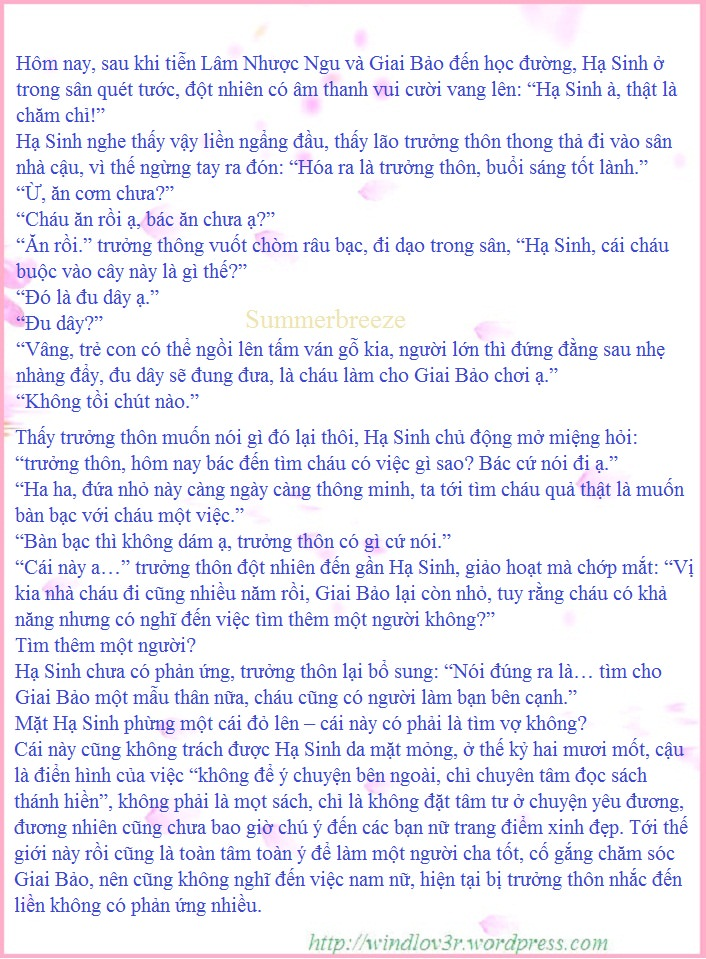 Hôm nay, sau khi tiễn Lâm Nhược Ngu và Giai Bảo đến học đường, Hạ Sinh ở
trong sân quét tước, đột nhiên có âm thanh vui cười vang lên: “Hạ Sinh à, thật là
chăm chỉ!”
Hạ Sinh nghe thấy vậy liền ngẩng đầu, thấy lão trưởng thôn thong thả đi vào sân
nhà cậu, vì thế ngừng tay ra đón: “Hóa ra là trưởng thôn, buổi sáng tốt lành.”
“Ừ, ăn cơm chưa?”
“Cháu ăn rồi ạ, bác ăn chưa ạ?”
“Ăn rồi.” trưởng thông vuốt chòm râu bạc, đi dạo trong sân, “Hạ Sinh, cái cháu
buộc vào cây này là gì thế?”
“Đó là đu dây ạ.”
“Đu dây?”
Summerbreeze
“Vâng, trẻ con có thể ngồi lên tấm ván gỗ kia, người lớn thì đứng đằng sau nhẹ
nhàng đẩy, đu dây sẽ đung đưa, là cháu làm cho Giai Bảo chơi ạ.”
“Không tồi chút nào.”
Thấy trưởng thôn muốn nói gì đó lại thôi, Hạ Sinh chủ động mở miệng hỏi:
“trưởng thôn, hôm nay bác đến tìm cháu có việc gì sao? Bác cứ nói đi ạ.”
“Ha ha, đứa nhỏ này càng ngày càng thông minh, ta tới tìm cháu quả thật là muốn
bàn bạc với cháu một việc.”
“Bàn bạc thì không dám ạ, trưởng thôn có gì cứ nói.”
“Cái này a…” trưởng thôn đột nhiên đến gần Hạ Sinh, giảo hoạt mà chớp mắt: “Vị
kia nhà cháu đi cũng nhiều năm rồi, Giai Bảo lại còn nhỏ, tuy rằng cháu có khả
năng nhưng có nghĩ đến việc tìm thêm một người không?”
Tìm thêm một người?
Hạ Sinh chưa có phản ứng, trưởng thôn lại bổ sung: “Nói đúng ra là… tìm cho
Giai Bảo một mẫu thân nữa, cháu cũng có người làm bạn bên cạnh.”
Mặt Hạ Sinh phừng một cái đỏ lên – cái này có phải là tìm vợ không?
Cái này cũng không trách được Hạ Sinh da mặt mỏng, ở thế kỷ hai mươi mốt, cậu
là điển hình của việc “không để ý chuyện bên ngoài, chỉ chuyên tâm đọc sách
thánh hiền”, không phải là mọt sách, chỉ là không đặt tâm tư ở chuyện yêu đương,
đương nhiên cũng chưa bao giờ chú ý đến các bạn nữ trang điểm xinh đẹp. Tới thế
giới này rồi cũng là toàn tâm toàn ý để làm một người cha tốt, cố gắng chăm sóc
Giai Bảo, nên cũng không nghĩ đến việc nam nữ, hiện tại bị trưởng thôn nhắc đến
liền không có phản ứng nhiều.
http://windlov3r.wordpress.com